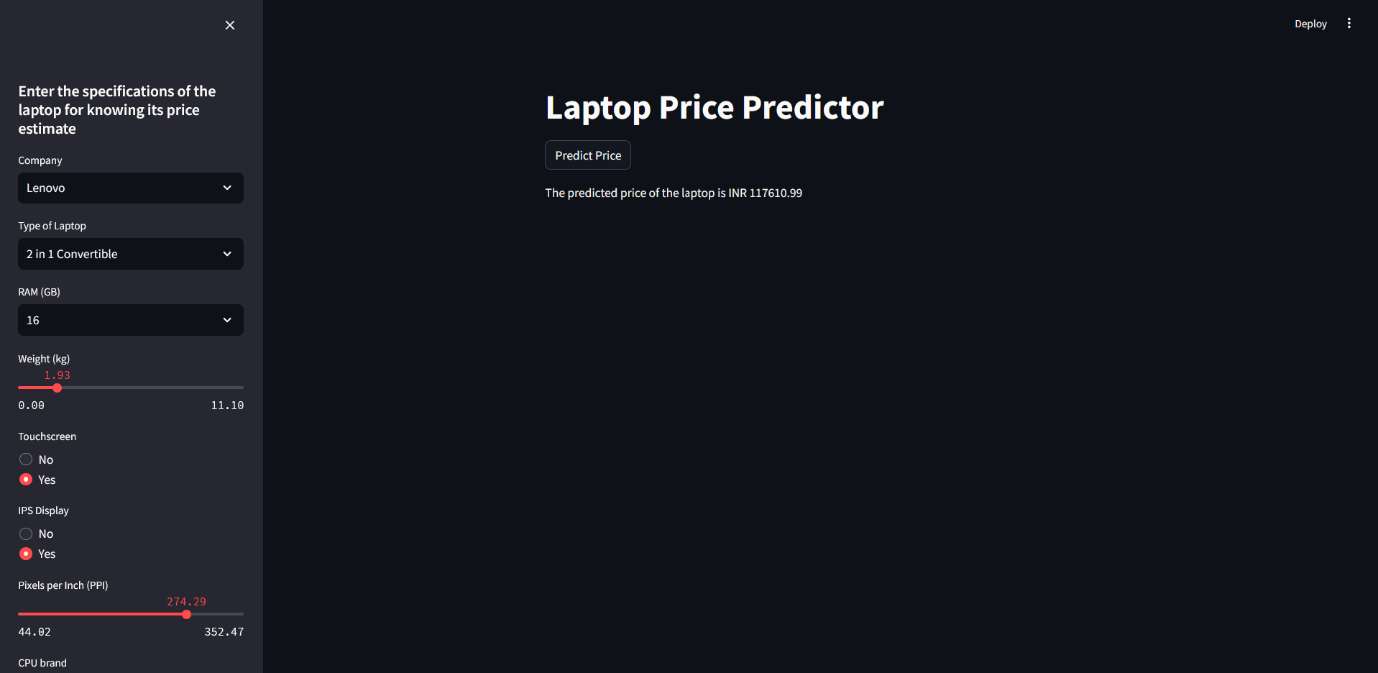 Deploy
Enter the specifications of the
laptop for knowing its price
estimate
Company
Lenovo
Type of Laptop
2 in 1 Convertible
RAM (GB)
16
Weight (kg)
1.93
0.00 11.10
Touchscreen
No
Yes
IPS Display
No
Yes
Pixels per Inch (PPI)
274.29
44.02 352.47
CPU brand
Laptop Price Predictor
Predict Price
The predicted price of the laptop is INR 117610.99